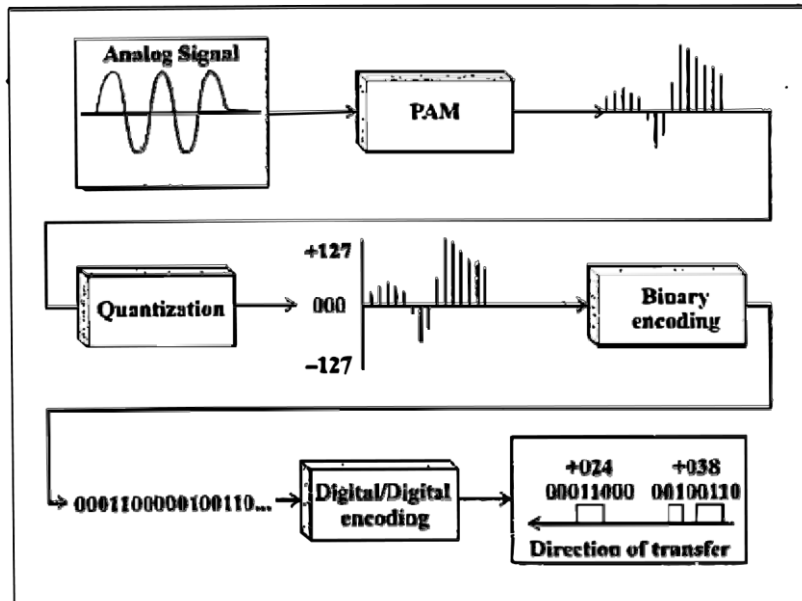 Analog Signal
PAM
+127
Quantization
000
Binary
encoding
-127
0001100000100110...
Digital/Digital
encoding
+024 +038
00011000 00100110
Direction of transfer